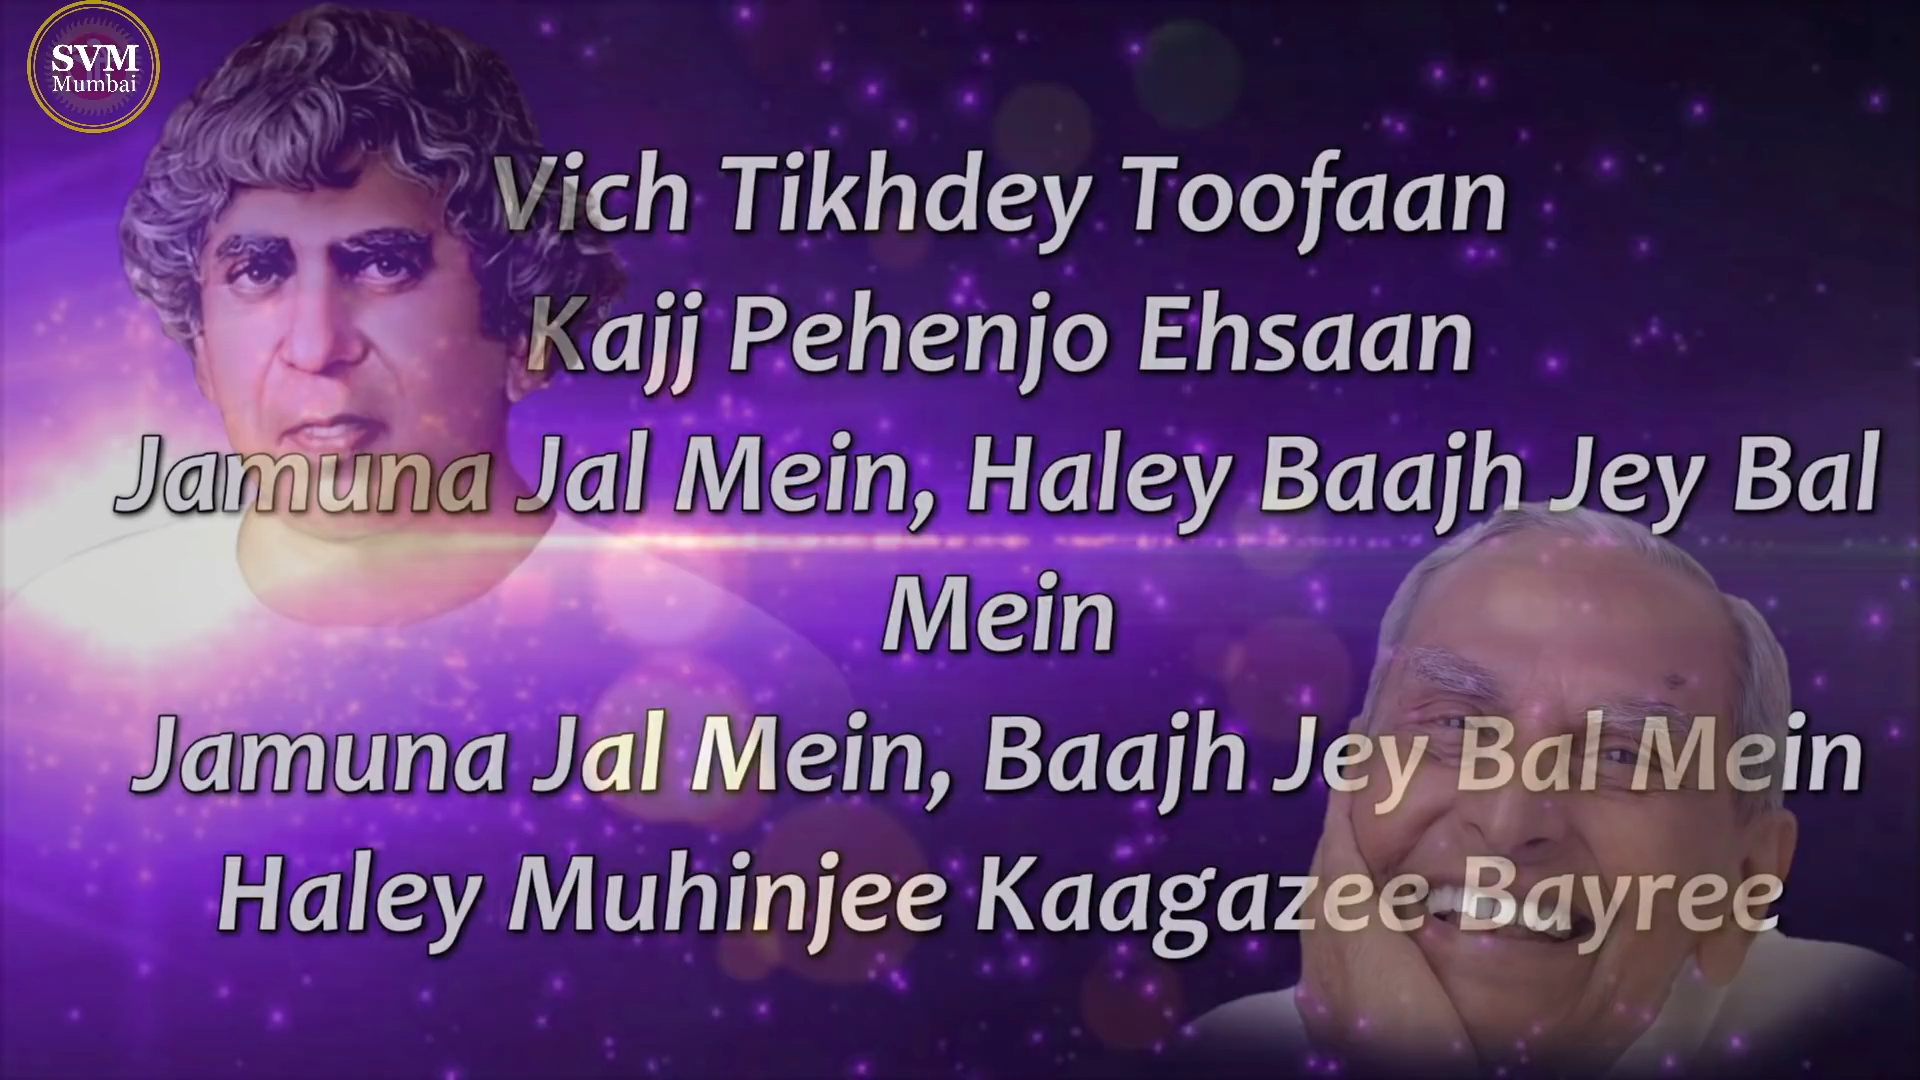 SVM
Mumbai
Vich Tikhdey Toofaan
Kajj Pehenjo Ehsaan
Jamuna Jal Mein, Haley Baajh Jey Bal
Mein
Jamuna Jal Mein, Baajh Jey Bal Mein
Haley Muhinjee Kaagazee Bayree